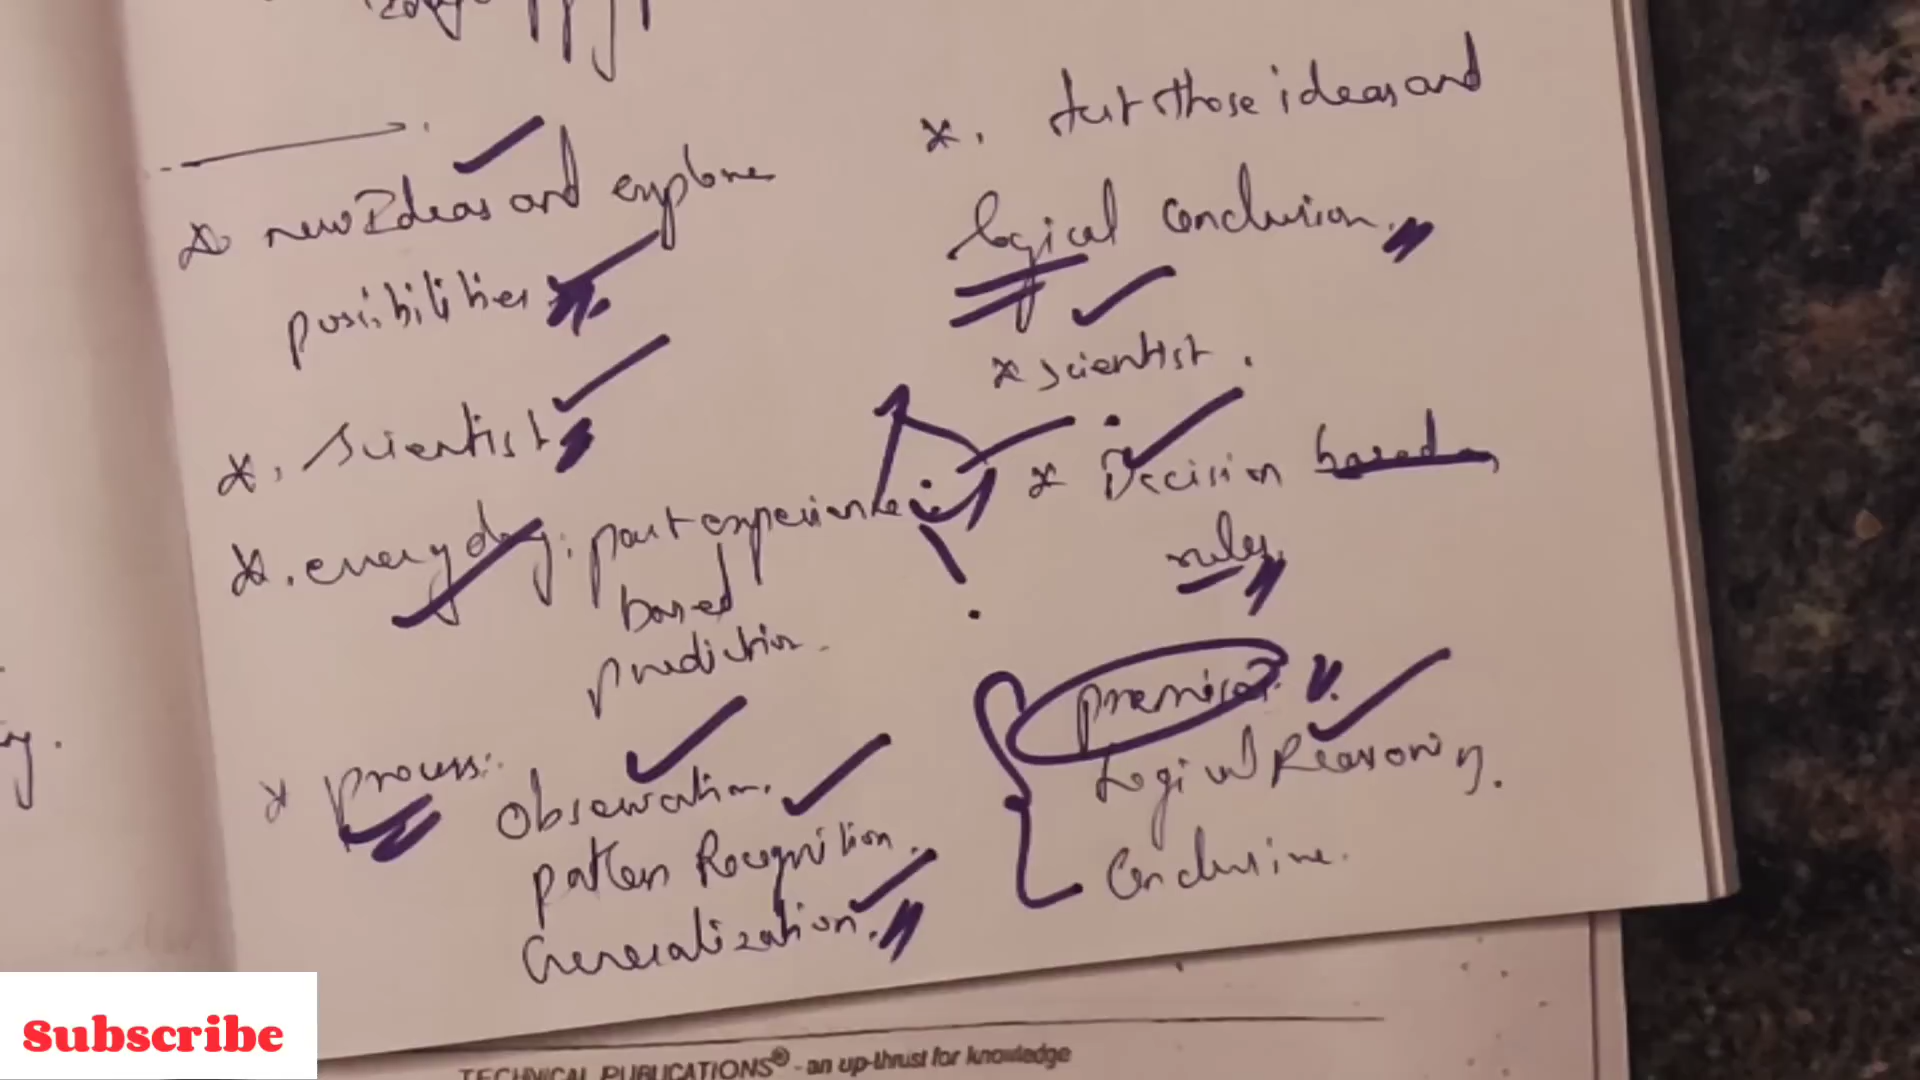 * new Ideas and explore
possibilities.
* . Scientist
* . everyday : past experience
based
prediction.
* process:
Observation.
pattern Recognition.
Generalization.
* . test those ideas and
logical conclusion.
* scientist .
* Decision based
rules
premises.
Logical Reasoning.
Conclusive.
Subscribe
TECHNICAL PUBLICATIONS® - an up-thrust for knowledge